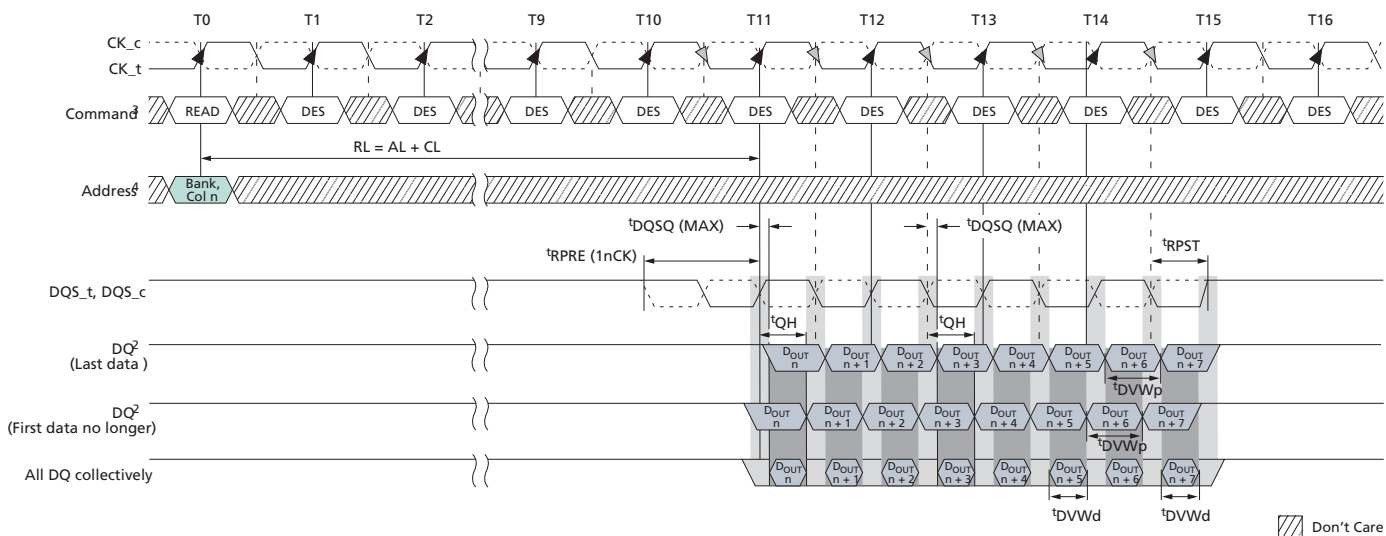 T0 T1 T2 T9 T10 T11 T12 T13 T14 T15 T16
CK_c
CK_t
Command3 READ DES DES DES DES DES DES DES DES DES DES
RL = AL + CL
Address4 Bank,
Col n
tDQSQ (MAX) tDQSQ (MAX)
tRPRE (1nCK) tRPST
DQS_t, DQS_c
tQH tQH
DQ2
(Last data )
DOUT DOUT DOUT DOUT DOUT DOUT DOUT DOUT
n n + 1 n + 2 n + 3 n + 4 n + 5 n + 6 n + 7
tDVWp
DQ2
(First data no longer)
DOUT DOUT DOUT DOUT DOUT DOUT DOUT DOUT
n n + 1 n + 2 n + 3 n + 4 n + 5 n + 6 n + 7
tDVWp
All DQ collectively
DOUT DOUT DOUT DOUT DOUT DOUT DOUT DOUT
n n + 1 n + 2 n + 3 n + 4 n + 5 n + 6 n + 7
tDVWd tDVWd
Don't Care